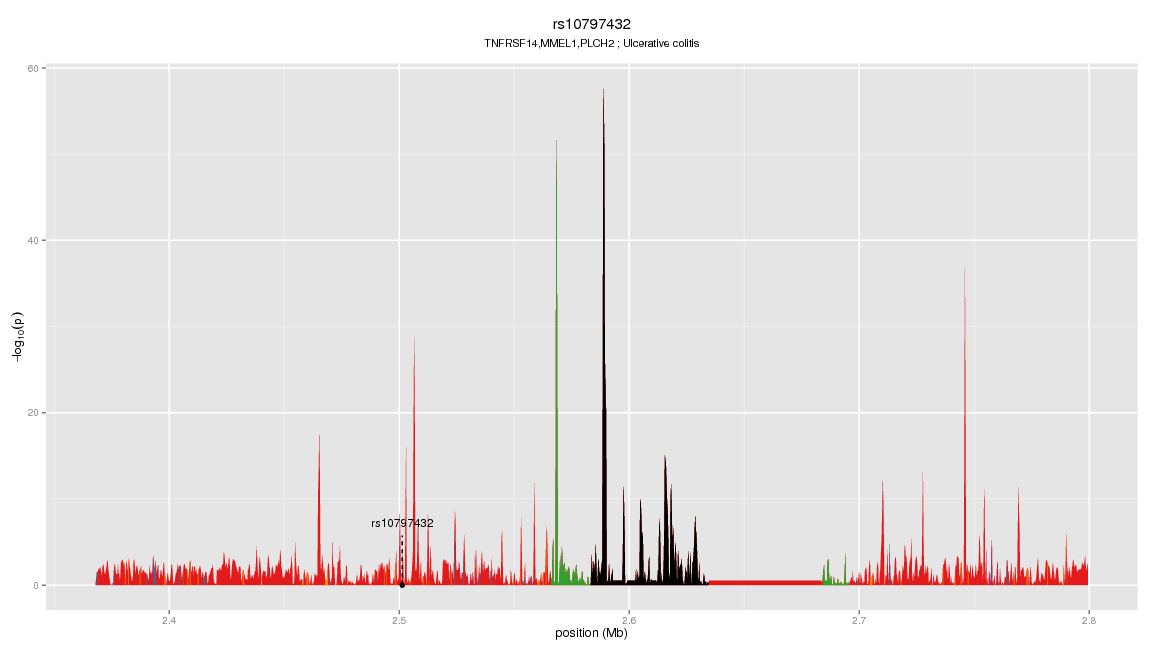 rs10797432
TNFRSF14,MMEL1,PLCH2 ; Ulcerative colitis
60
40
20
0
−log10(p)
rs10797432
2.4 2.5 2.6 2.7 2.8
position (Mb)